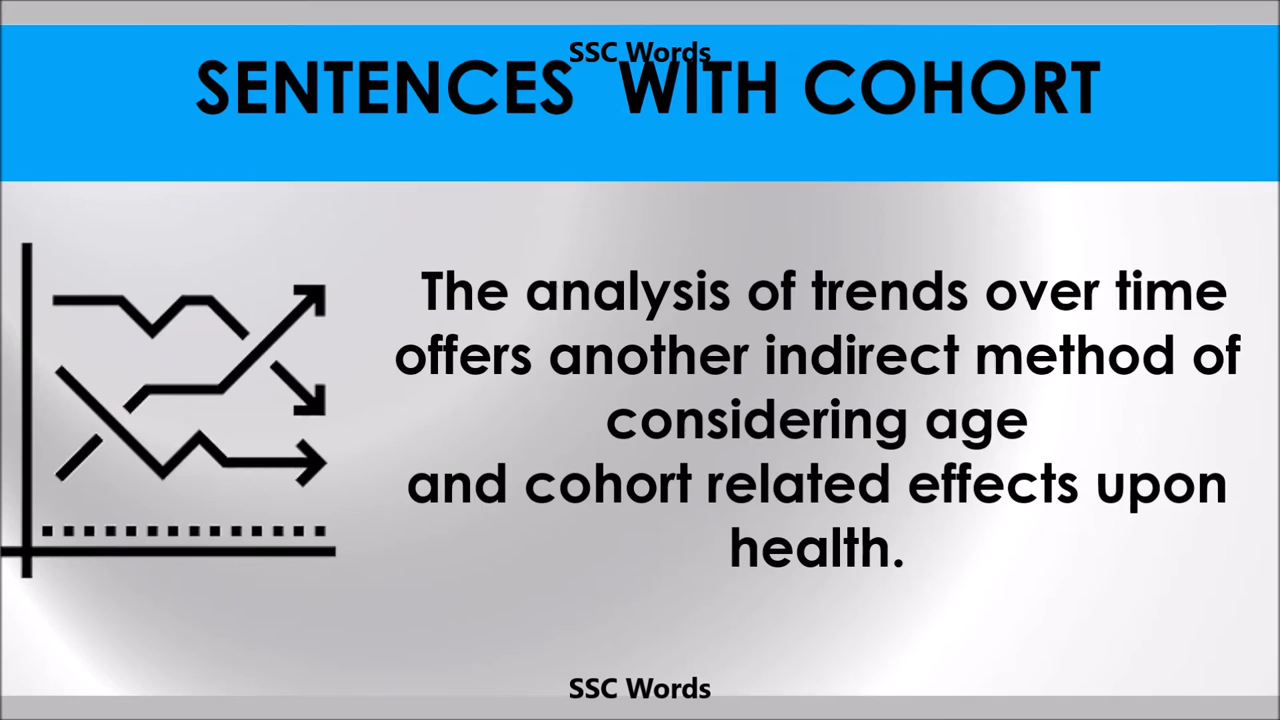 SSC Words
SENTENCES WITH COHORT
The analysis of trends over time
offers another indirect method of
considering age
and cohort related effects upon
health.
SSC Words